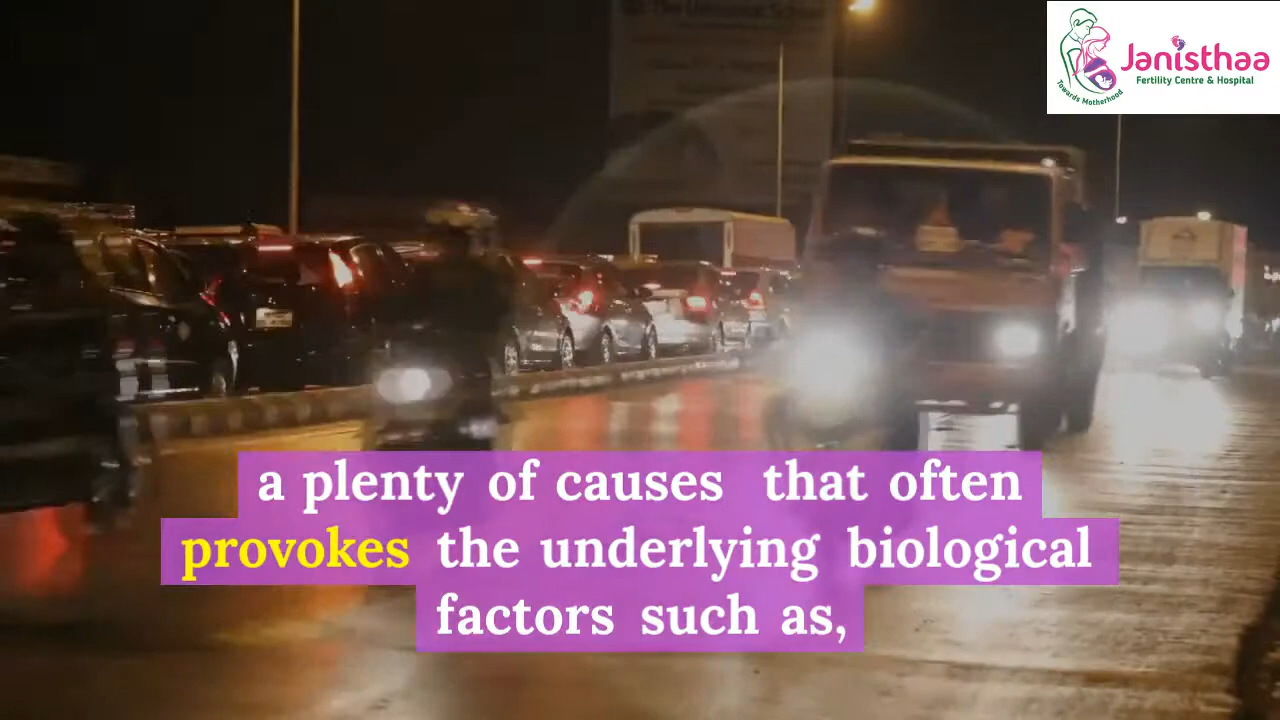 Janisthaa
Fertility Centre & Hospital
Towards Motherhood
a plenty of causes that often
provokes the underlying biological
factors such as,